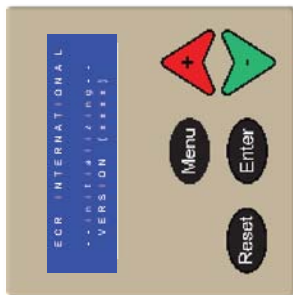 ECR INTERNATIONAL
--initializing--
VERSION [xxxx]
+
-
Menu
Enter
Reset